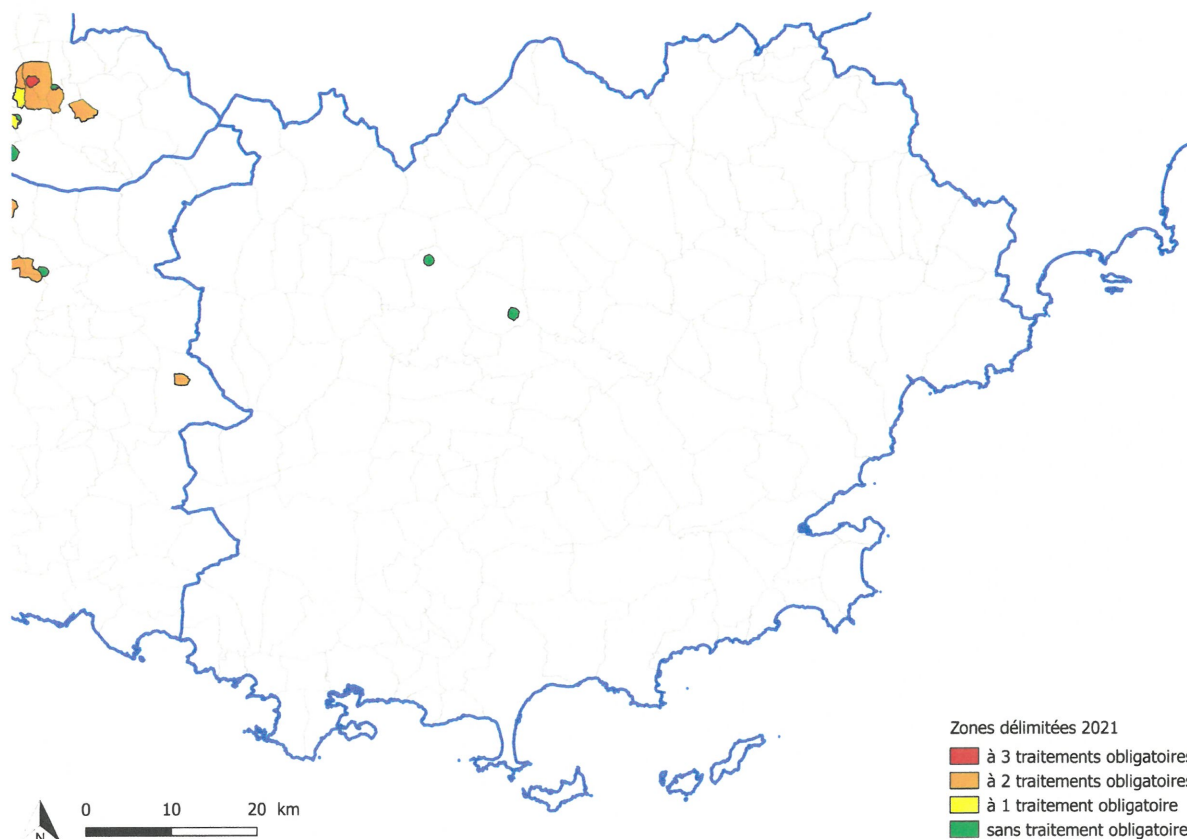 Zones délimitées 2021
à 3 traitements obligatoires
à 2 traitements obligatoires
à 1 traitement obligatoire
sans traitement obligatoire
0 10 20 km
N